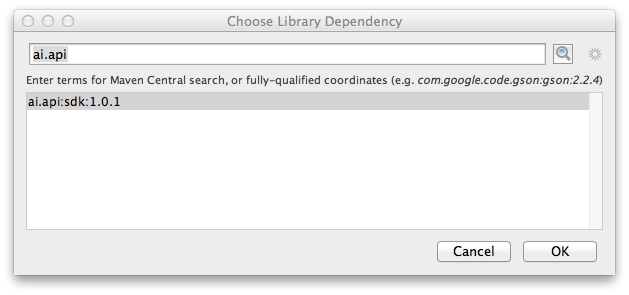 Choose Library Dependency
ai.api
Enter terms for Maven Central search, or fully-qualified coordinates (e.g. com.google.code.gson:gson:2.2.4)
ai.api:sdk:1.0.1
Cancel OK